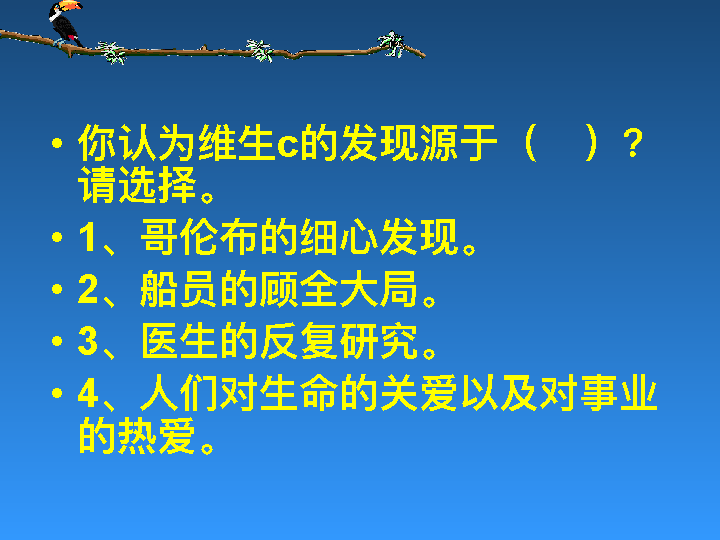 • 你认为维生c的发现源于（　）？
请选择。
• 1、哥伦布的细心发现。
• 2、船员的顾全大局。
• 3、医生的反复研究。
• 4、人们对生命的关爱以及对事业
的热爱。